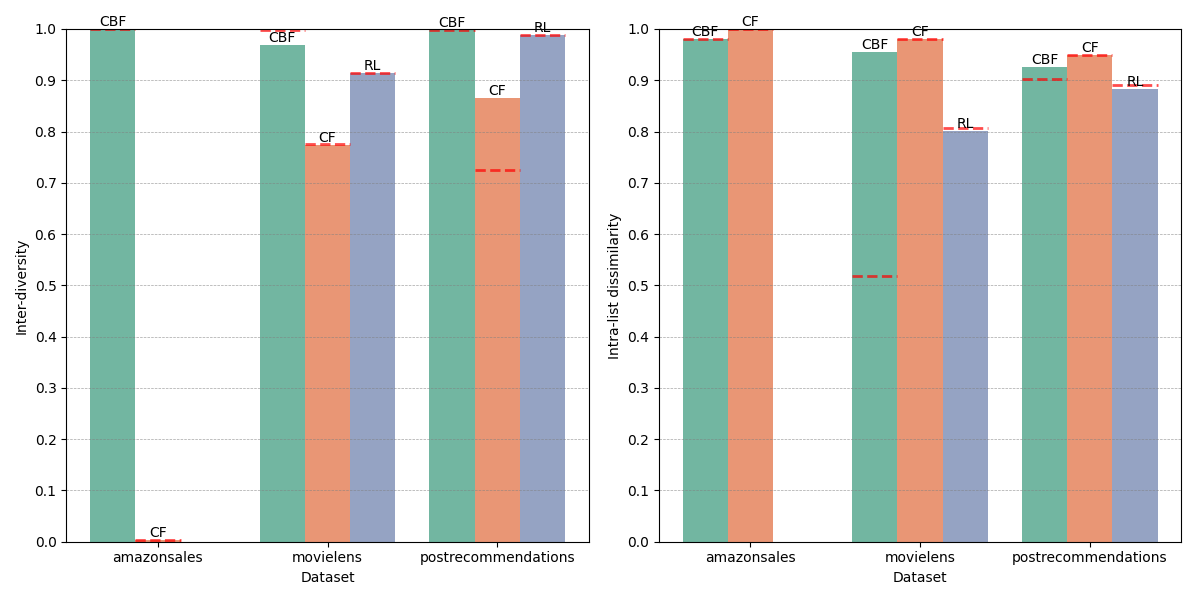 Inter-diversity
1.0
0.9
0.8
0.7
0.6
0.5
0.4
0.3
0.2
0.1
0.0
CBF
CF
CBF
CF
RL
CBF
CF
RL
amazonsales
movielens
postrecommendations
Dataset
Intra-list dissimilarity
1.0
0.9
0.8
0.7
0.6
0.5
0.4
0.3
0.2
0.1
0.0
CBF
CF
CBF
CF
RL
CBF
CF
RL
amazonsales
movielens
postrecommendations
Dataset